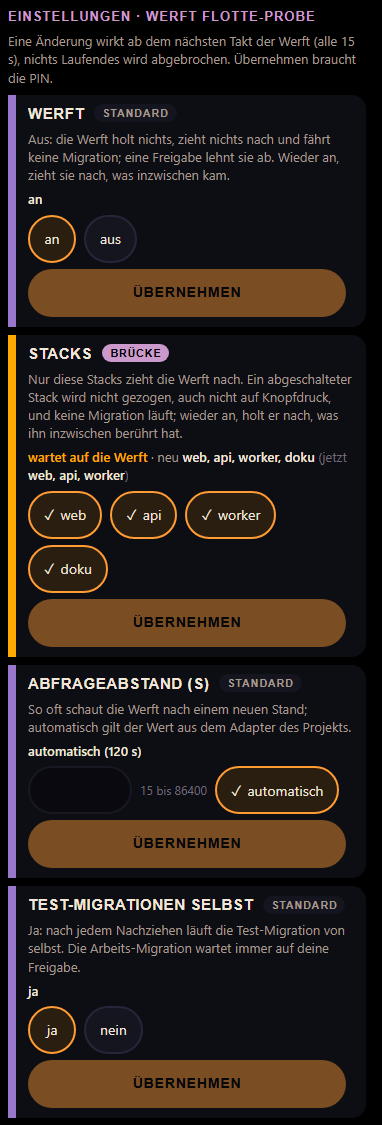 EINSTELLUNGEN · WERFT FLOTTE-PROBE
Eine Änderung wirkt ab dem nächsten Takt der Werft (alle 15
s), nichts Laufendes wird abgebrochen. Übernehmen braucht
die PIN.
WERFT STANDARD
Aus: die Werft holt nichts, zieht nichts nach und fährt
keine Migration; eine Freigabe lehnt sie ab. Wieder an,
zieht sie nach, was inzwischen kam.
an
an aus
ÜBERNEHMEN
STACKS BRÜCKE
Nur diese Stacks zieht die Werft nach. Ein abgeschalteter
Stack wird nicht gezogen, auch nicht auf Knopfdruck,
und keine Migration läuft; wieder an, holt er nach, was
ihn inzwischen berührt hat.
wartet auf die Werft · neu web, api, worker, doku (jetzt
web, api, worker)
✓ web ✓ api ✓ worker
✓ doku
ÜBERNEHMEN
ABFRAGEABSTAND (S) STANDARD
So oft schaut die Werft nach einem neuen Stand;
automatisch gilt der Wert aus dem Adapter des Projekts.
automatisch (120 s)
15 bis 86400 ✓ automatisch
ÜBERNEHMEN
TEST-MIGRATIONEN SELBST STANDARD
Ja: nach jedem Nachziehen läuft die Test-Migration von
selbst. Die Arbeits-Migration wartet immer auf deine
Freigabe.
ja
ja nein
ÜBERNEHMEN